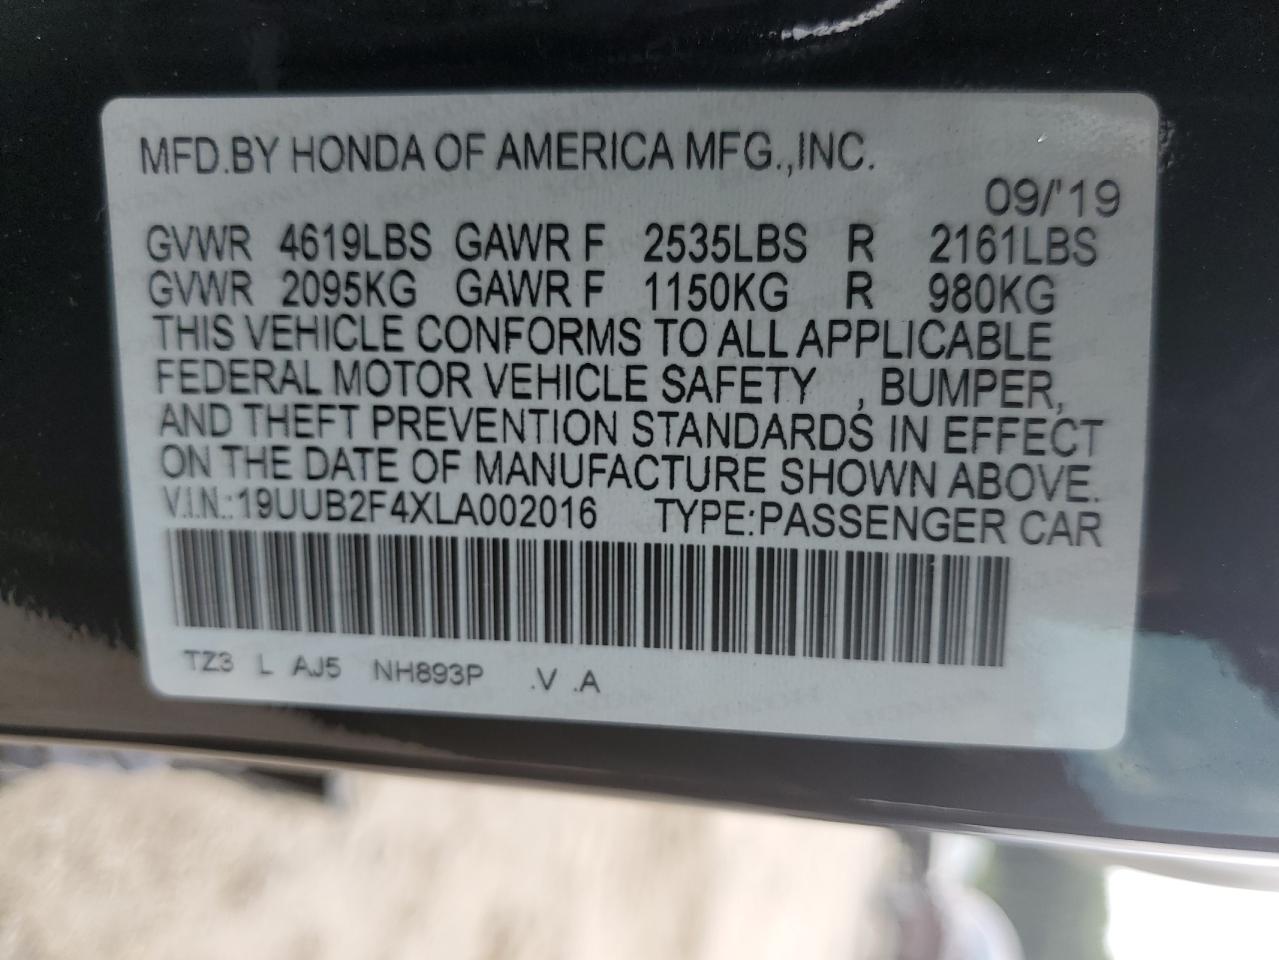 MFD.BY HONDA OF AMERICA MFG.,INC.
09/'19
GVWR 4619LBS GAWR F 2535LBS R 2161LBS
GVWR 2095KG GAWR F 1150KG R 980KG
THIS VEHICLE CONFORMS TO ALL APPLICABLE
FEDERAL MOTOR VEHICLE SAFETY , BUMPER,
AND THEFT PREVENTION STANDARDS IN EFFECT
ON THE DATE OF MANUFACTURE SHOWN ABOVE.
V.I.N.:19UUB2F4XLA002016 TYPE:PASSENGER CAR
TZ3 L AJ5 NH893P .V .A